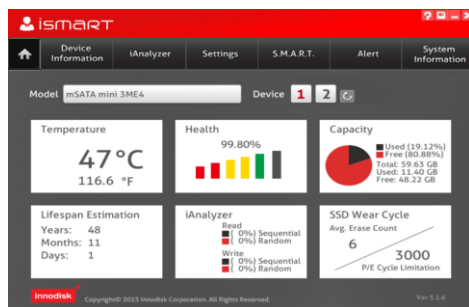 ismart
? 
Device Information
iAnalyzer
Settings
S.M.A.R.T.
Alert
System Information
Model mSATA mini 3ME4 Device 1 2
Temperature
47 °C
116.6 °F
Health
99.80%
Capacity
Used (19.12%)
Free (80.88%)
Total: 59.63 GB
Used: 11.40 GB
Free: 48.22 GB
Lifespan Estimation
Years: 48
Months: 11
Days: 1
iAnalyzer
Read
( 0%) Sequential
( 0%) Random
Write
( 0%) Sequential
( 0%) Random
SSD Wear Cycle
Avg. Erase Count
6
3000
P/E Cycle Limitation
innodisk Copyright© 2015 Innodisk Corporation. All Rights Reserved. Ver 5.1.6